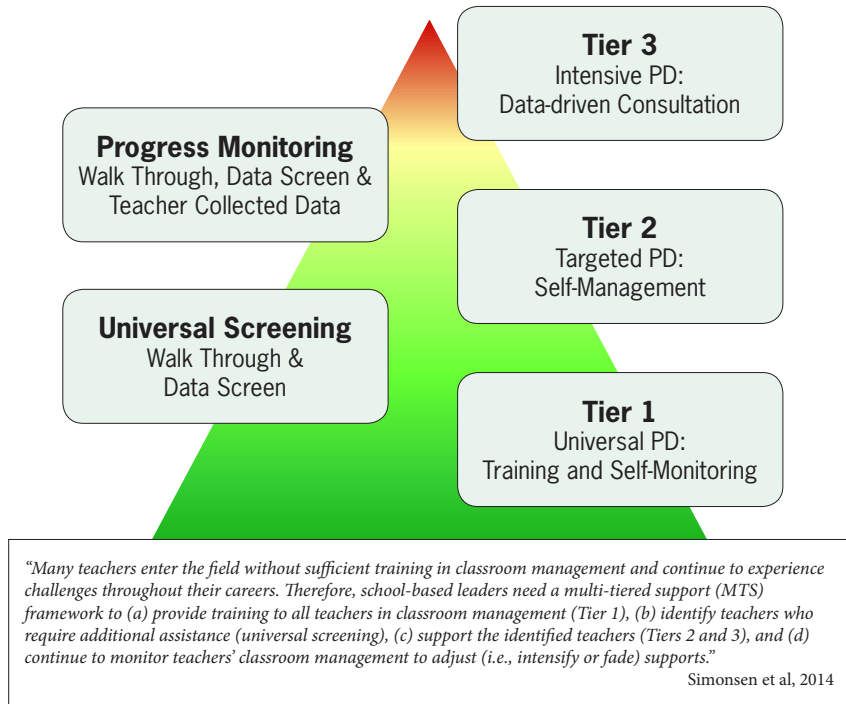 Tier 3
Intensive PD:
Data-driven Consultation
Progress Monitoring
Walk Through, Data Screen &
Teacher Collected Data
Tier 2
Targeted PD:
Self-Management
Universal Screening
Walk Through &
Data Screen
Tier 1
Universal PD:
Training and Self-Monitoring
“Many teachers enter the field without sufficient training in classroom management and continue to experience
challenges throughout their careers. Therefore, school-based leaders need a multi-tiered support (MTS)
framework to (a) provide training to all teachers in classroom management (Tier 1), (b) identify teachers who
require additional assistance (universal screening), (c) support the identified teachers (Tiers 2 and 3), and (d)
continue to monitor teachers’ classroom management to adjust (i.e., intensify or fade) supports.”
Simonsen et al, 2014